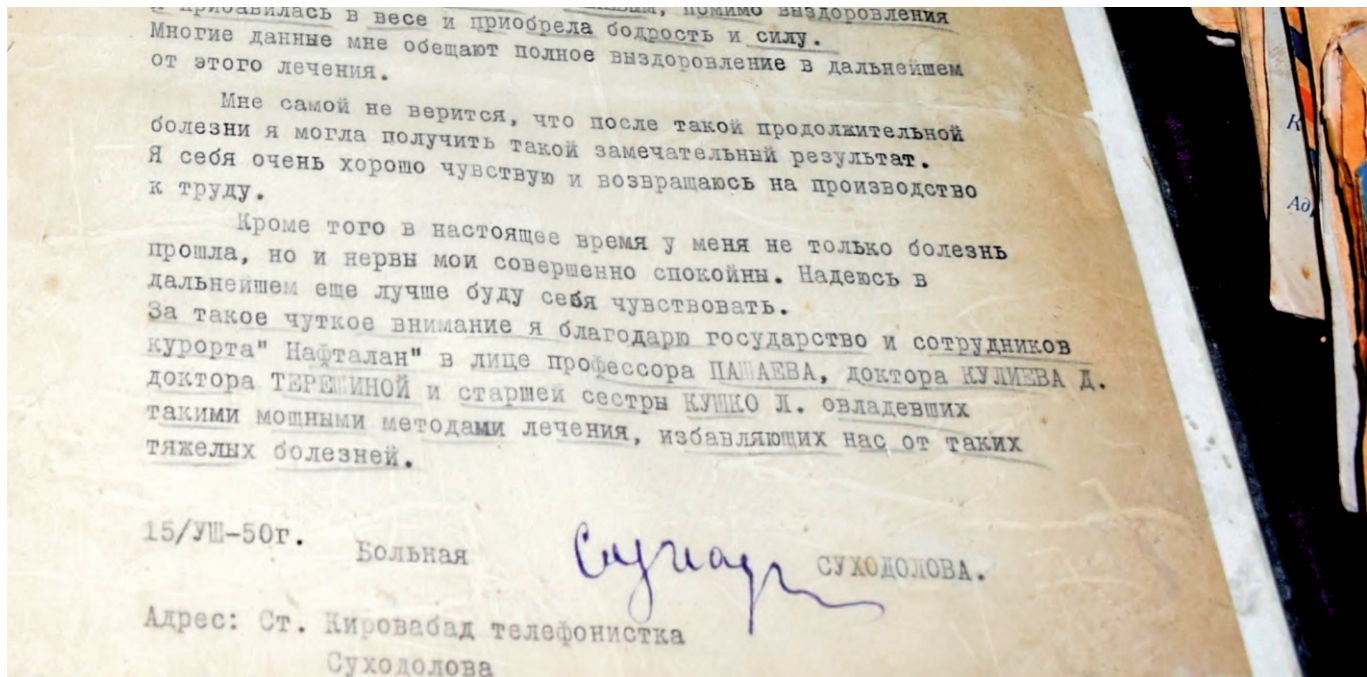 прибавилась в весе и приобрела бодрость и силу. помимо выздоровления
Многие данные мне обещают полное выздоровление в дальнейшем
от этого лечения.
Мне самой не верится, что после такой продолжительной
болезни я могла получить такой замечательный результат.
Я себя очень хорошо чувствую и возвращаюсь на производство
к труду.
Кроме того в настоящее время у меня не только болезнь
прошла, но и нервы мои совершенно спокойны. Надеюсь в
дальнейшем еще лучше буду себя чувствовать.
За такое чуткое внимание я благодарю государство и сотрудников
курорта" Нафталан" в лице профессора ПАШАЕВА, доктора КУЛИЕВА Д.
доктора ТЕРЕШИНОЙ и старшей сестры КУШКО Л. овладевших
такими мощными методами лечения, избавляющих нас от таких
тяжелых болезней.
15/УШ-50г. Больная СУХОДОЛОВА.
Адрес: Ст. Кировабад телефонистка
Суходолова
К
Ад